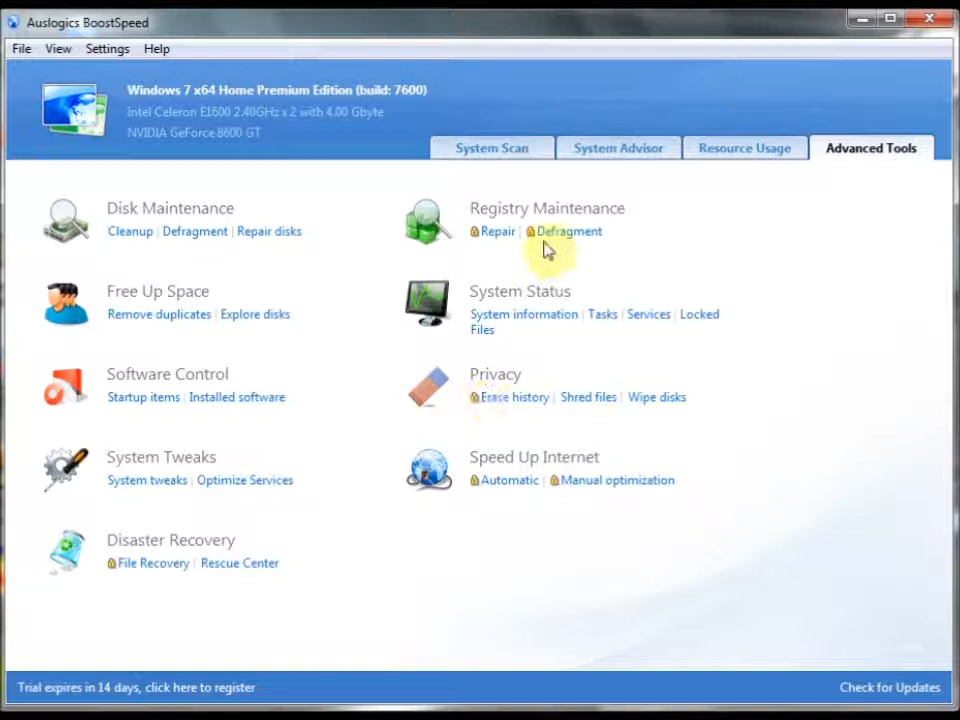 Auslogics BoostSpeed
File View Settings Help
Windows 7 x64 Home Premium Edition (build: 7600)
Intel Celeron E1600 2.40GHz x 2 with 4.00 Gbyte
NVIDIA GeForce 8600 GT
System Scan System Advisor Resource Usage Advanced Tools
Disk Maintenance
Cleanup | Defragment | Repair disks
Registry Maintenance
Repair | Defragment
Free Up Space
Remove duplicates | Explore disks
System Status
System information | Tasks | Services | Locked
Files
Software Control
Startup items | Installed software
Privacy
Erase history | Shred files | Wipe disks
System Tweaks
System tweaks | Optimize Services
Speed Up Internet
Automatic | Manual optimization
Disaster Recovery
File Recovery | Rescue Center
Trial expires in 14 days, click here to register
Check for Updates